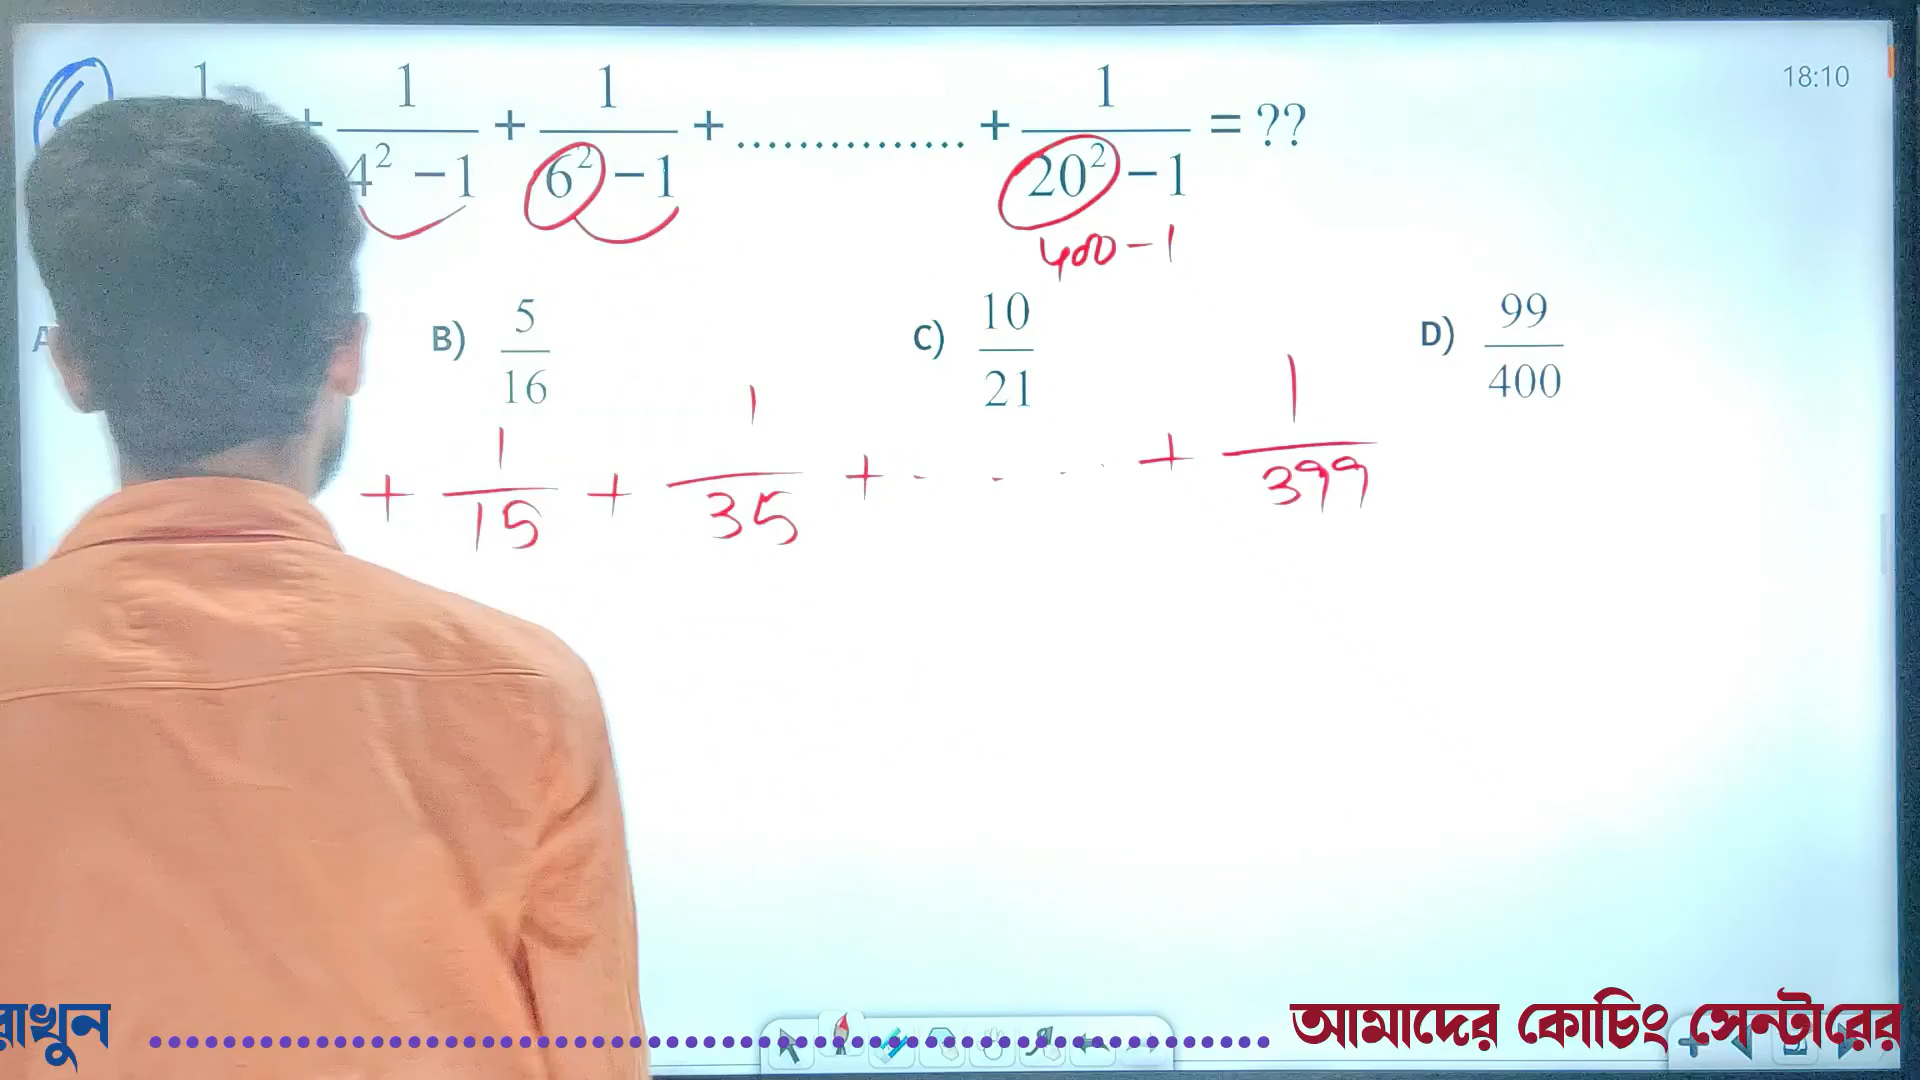 18:10
1 + 1/(4² − 1) + 1/(6² − 1) + ............... + 1/(20² − 1) = ??
400 − 1
A B) 5/16 C) 10/21 D) 99/400
+ 1/15 + 1/35 + - - - - + 1/399
রাখুন .................... আমাদের কোচিং সেন্টারের